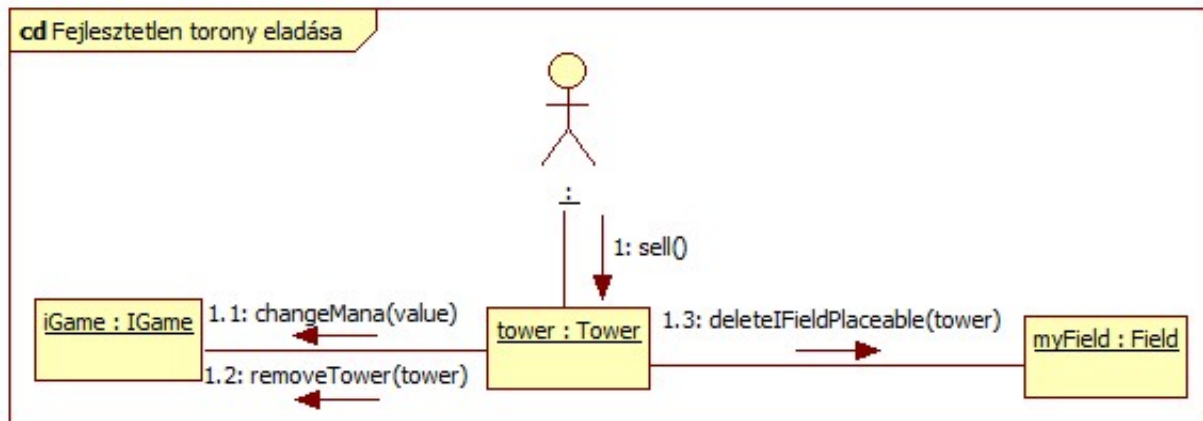 cd Fejlesztetlen torony eladása
:
1: sell()
iGame : IGame
1.1: changeMana(value)
tower : Tower
1.3: deleteIFieldPlaceable(tower)
myField : Field
1.2: removeTower(tower)